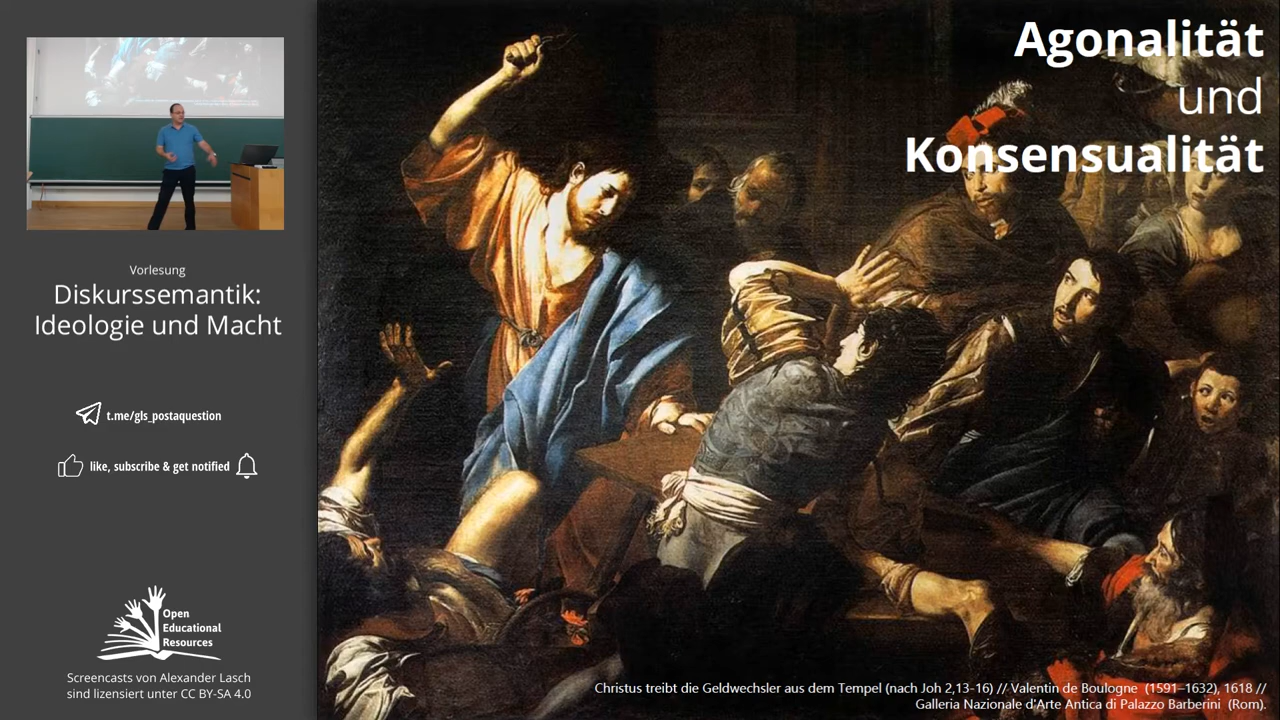 Vorlesung
Diskurssemantik:
Ideologie und Macht
t.me/gls_postaquestion
like, subscribe & get notified
Open
Educational
Resources
Screencasts von Alexander Lasch
sind lizensiert unter CC BY-SA 4.0
Agonalität
und
Konsensualität
Christus treibt die Geldwechsler aus dem Tempel (nach Joh 2,13-16) // Valentin de Boulogne (1591–1632), 1618 //
Galleria Nazionale d'Arte Antica di Palazzo Barberini (Rom).